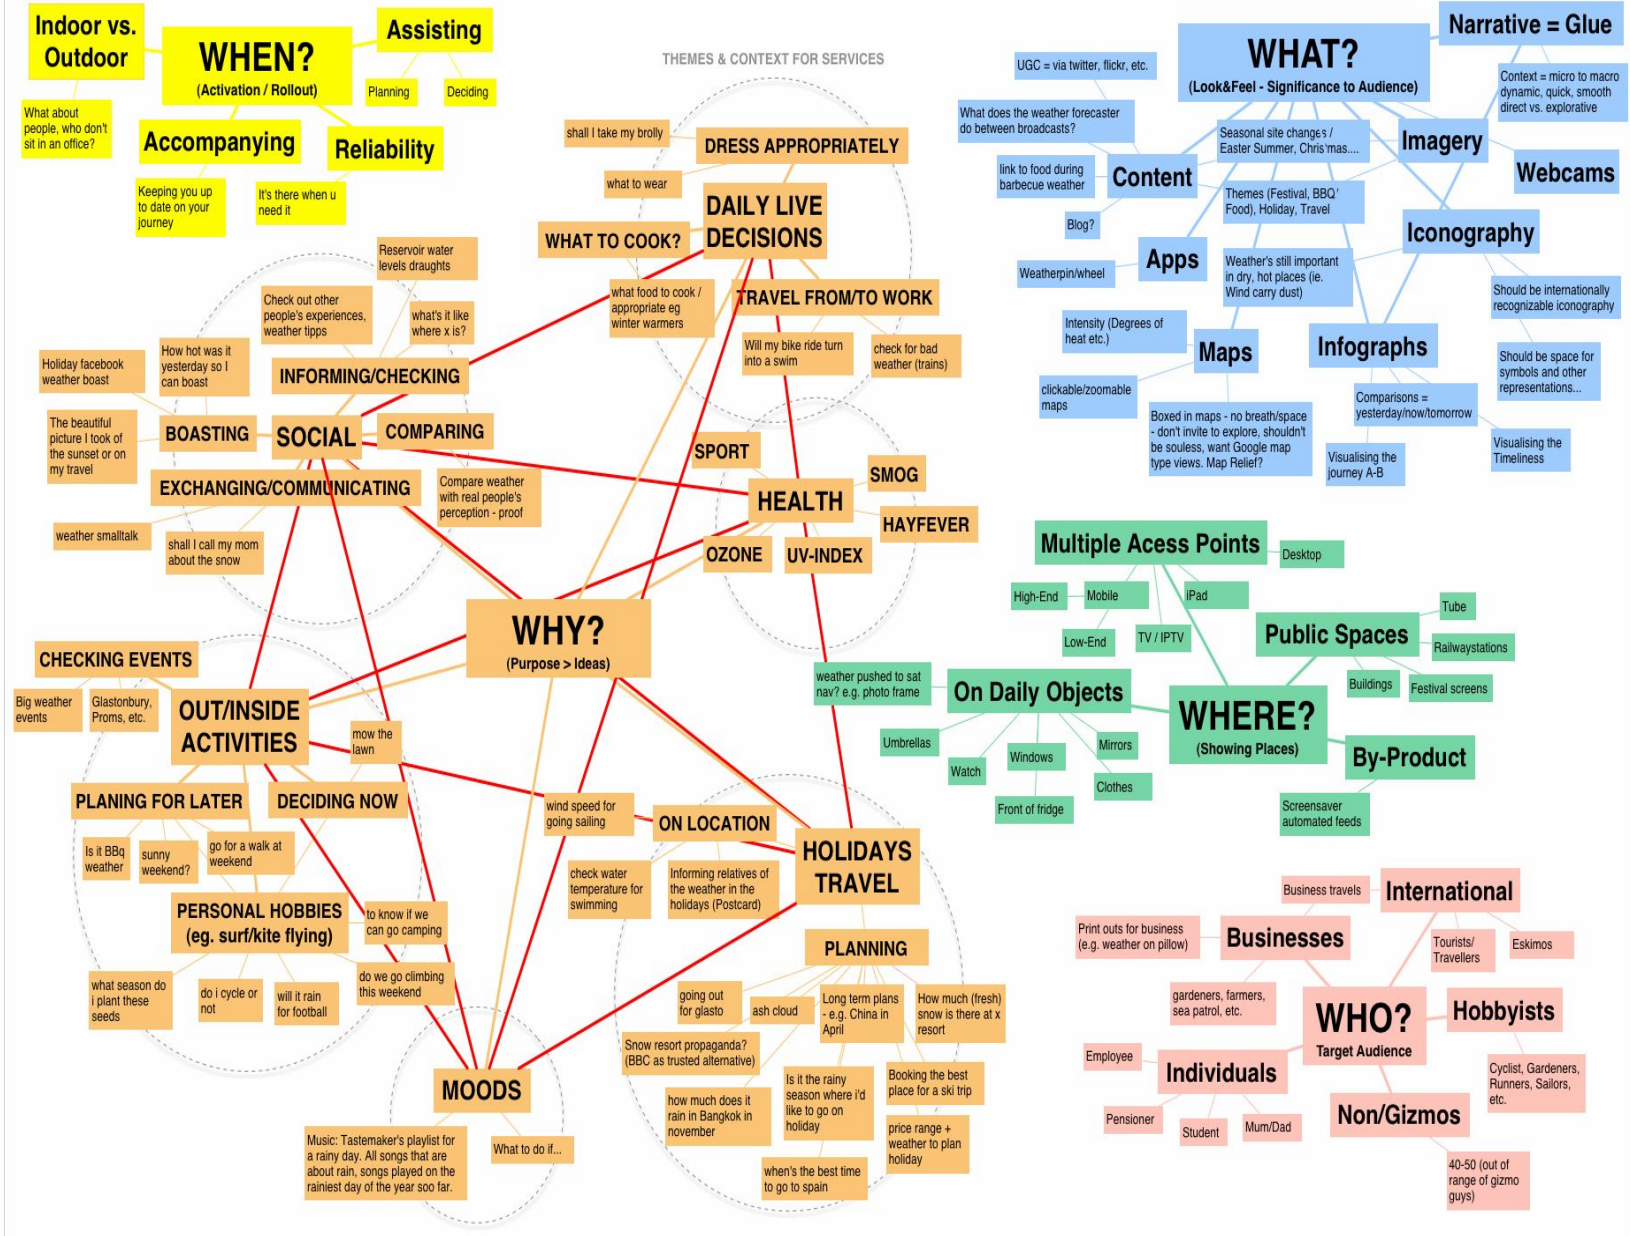 Indoor vs.
Outdoor
What about
people, who don't
sit in an office?
WHEN?
(Activation / Rollout)
Assisting
Planning
Deciding
Accompanying
Keeping you up
to date on your
journey
Reliability
It's there when u
need it
THEMES & CONTEXT FOR SERVICES
shall I take my brolly
DRESS APPROPRIATELY
what to wear
DAILY LIVE
DECISIONS
WHAT TO COOK?
what food to cook /
appropriate eg
winter warmers
TRAVEL FROM/TO WORK
Will my bike ride turn
into a swim
check for bad
weather (trains)
Reservoir water
levels draughts
Check out other
people's experiences,
weather tipps
what's it like
where x is?
INFORMING/CHECKING
Holiday facebook
weather boast
How hot was it
yesterday so I
can boast
The beautiful
picture I took of
the sunset or on
my travel
BOASTING
SOCIAL
COMPARING
EXCHANGING/COMMUNICATING
Compare weather
with real people's
perception - proof
weather smalltalk
shall I call my mom
about the snow
SPORT
SMOG
HEALTH
HAYFEVER
OZONE
UV-INDEX
WHY?
(Purpose > Ideas)
CHECKING EVENTS
Big weather
events
Glastonbury,
Proms, etc.
OUT/INSIDE
ACTIVITIES
mow the
lawn
PLANING FOR LATER
DECIDING NOW
Is it BBq
weather
sunny
weekend?
go for a walk at
weekend
PERSONAL HOBBIES
(eg. surf/kite flying)
to know if we
can go camping
what season do
i plant these
seeds
do i cycle or
not
will it rain
for football
do we go climbing
this weekend
MOODS
Music: Tastemaker's playlist for
a rainy day. All songs that are
about rain, songs played on the
rainiest day of the year soo far.
What to do if...
wind speed for
going sailing
ON LOCATION
HOLIDAYS
TRAVEL
check water
temperature for
swimming
Informing relatives of
the weather in the
holidays (Postcard)
PLANNING
going out
for glasto
ash cloud
Long term plans
- e.g. China in
April
How much (fresh)
snow is there at x
resort
Snow resort propaganda?
(BBC as trusted alternative)
how much does it
rain in Bangkok in
november
Is it the rainy
season where i'd
like to go on
holiday
Booking the best
place for a ski trip
price range +
weather to plan
holiday
when's the best time
to go to spain
WHAT?
(Look&Feel - Significance to Audience)
Narrative = Glue
Context = micro to macro
dynamic, quick, smooth
direct vs. explorative
UGC = via twitter, flickr, etc.
What does the weather forecaster
do between broadcasts?
link to food during
barbecue weather
Content
Blog?
Seasonal site changes /
Easter Summer, Christmas....
Themes (Festival, BBQ'
Food), Holiday, Travel
Weather's still important
in dry, hot places (ie.
Wind carry dust)
Imagery
Webcams
Iconography
Should be internationally
recognizable iconography
Should be space for
symbols and other
representations...
Apps
Weatherpin/wheel
Maps
Intensity (Degrees of
heat etc.)
clickable/zoomable
maps
Boxed in maps - no breath/space
- don't invite to explore, shouldn't
be souless, want Google map
type views. Map Relief?
Infographs
Comparisons =
yesterday/now/tomorrow
Visualising the
journey A-B
Visualising the
Timeliness
Multiple Acess Points
Desktop
High-End
Mobile
iPad
Low-End
TV / IPTV
Public Spaces
Tube
Railwaystations
Buildings
Festival screens
weather pushed to sat
nav? e.g. photo frame
On Daily Objects
Umbrellas
Watch
Windows
Mirrors
Clothes
Front of fridge
WHERE?
(Showing Places)
By-Product
Screensaver
automated feeds
Business travels
International
Tourists/
Travellers
Eskimos
Print outs for business
(e.g. weather on pillow)
Businesses
gardeners, farmers,
sea patrol, etc.
WHO?
Target Audience
Hobbyists
Cyclist, Gardeners,
Runners, Sailors,
etc.
Employee
Individuals
Pensioner
Student
Mum/Dad
Non/Gizmos
40-50 (out of
range of gizmo
guys)